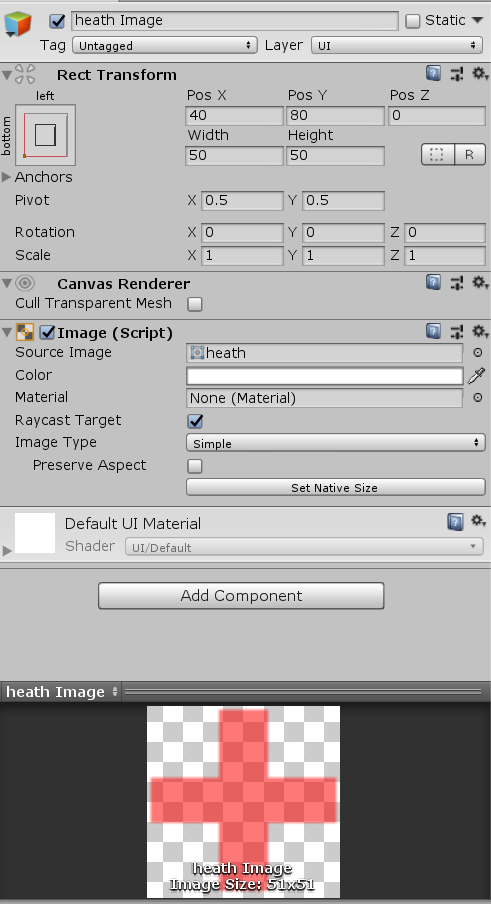 heath Image Static
Tag Untagged Layer UI
Rect Transform
left Pos X Pos Y Pos Z
bottom 40 80 0
Width Height
50 50 R
Anchors
Pivot X 0.5 Y 0.5
Rotation X 0 Y 0 Z 0
Scale X 1 Y 1 Z 1
Canvas Renderer
Cull Transparent Mesh
Image (Script)
Source Image heath
Color
Material None (Material)
Raycast Target
Image Type Simple
Preserve Aspect
Set Native Size
Default UI Material
Shader UI/Default
Add Component
heath Image
heath Image
Image Size: 51x51